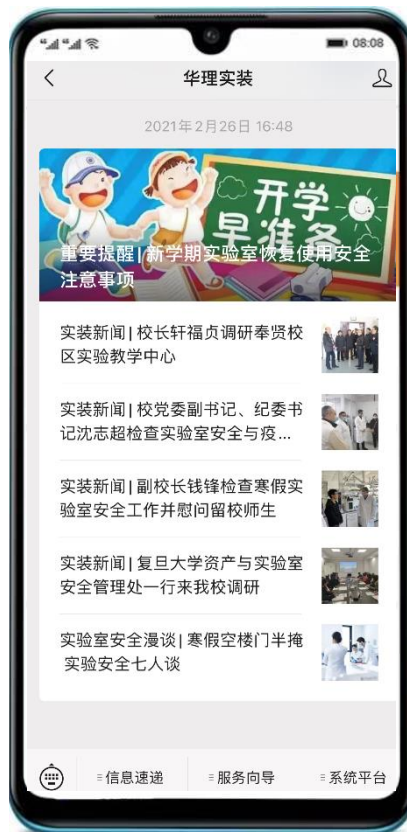 08:08
华理实装
2021年2月26日 16:48
开学
早准备
重要提醒|新学期实验室恢复使用安全
注意事项
实装新闻|校长轩福贞调研奉贤校
区实验教学中心
实装新闻|校党委副书记、纪委书
记沈志超检查实验室安全与疫...
实装新闻|副校长钱锋检查寒假实
验室安全工作并慰问留校师生
实装新闻|复旦大学资产与实验室
安全管理处一行来我校调研
实验室安全漫谈|寒假空楼门半掩
实验安全七人谈
信息速递 服务向导 系统平台